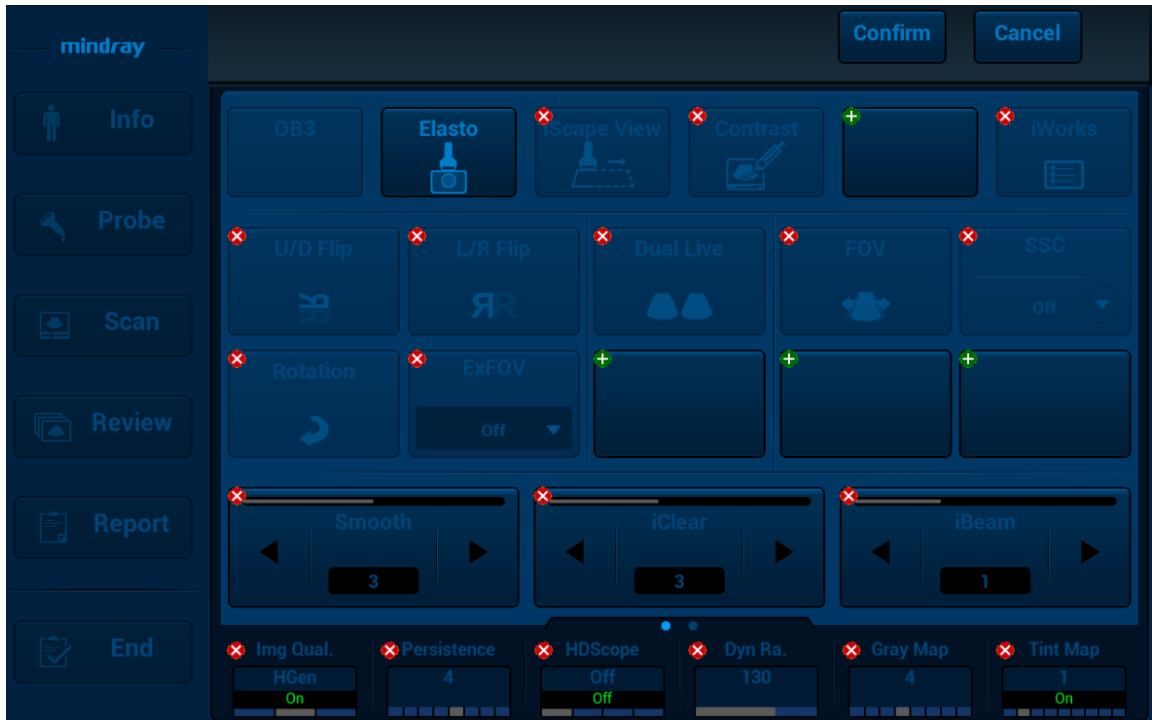 mindray
Confirm
Cancel
Info
Probe
Scan
Review
Report
End
OB3
Elasto
iScape View
Contrast
iWorks
U/D Flip
L/R Flip
Dual Live
FOV
SSC
Off
Rotation
ExFOV
Off
Smooth
3
iClear
3
iBeam
1
Img Qual.
HGen
On
Persistence
4
HDScope
Off
Off
Dyn Ra.
130
Gray Map
4
Tint Map
1
On